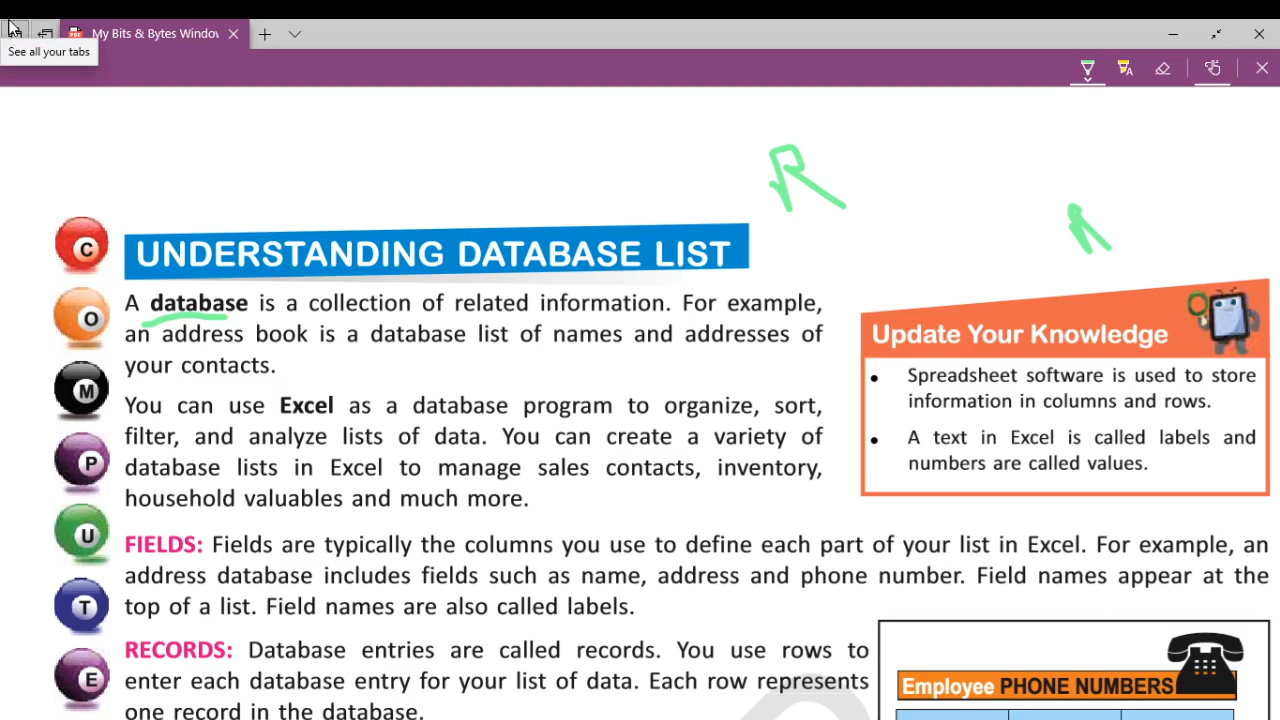 My Bits & Bytes Window
See all your tabs
R
UNDERSTANDING DATABASE LIST
A database is a collection of related information. For example,
an address book is a database list of names and addresses of
your contacts.
You can use Excel as a database program to organize, sort,
filter, and analyze lists of data. You can create a variety of
database lists in Excel to manage sales contacts, inventory,
household valuables and much more.
Update Your Knowledge
• Spreadsheet software is used to store
information in columns and rows.
• A text in Excel is called labels and
numbers are called values.
FIELDS: Fields are typically the columns you use to define each part of your list in Excel. For example, an
address database includes fields such as name, address and phone number. Field names appear at the
top of a list. Field names are also called labels.
RECORDS: Database entries are called records. You use rows to
enter each database entry for your list of data. Each row represents
one record in the database.
Employee PHONE NUMBERS
C
O
M
P
U
T
E